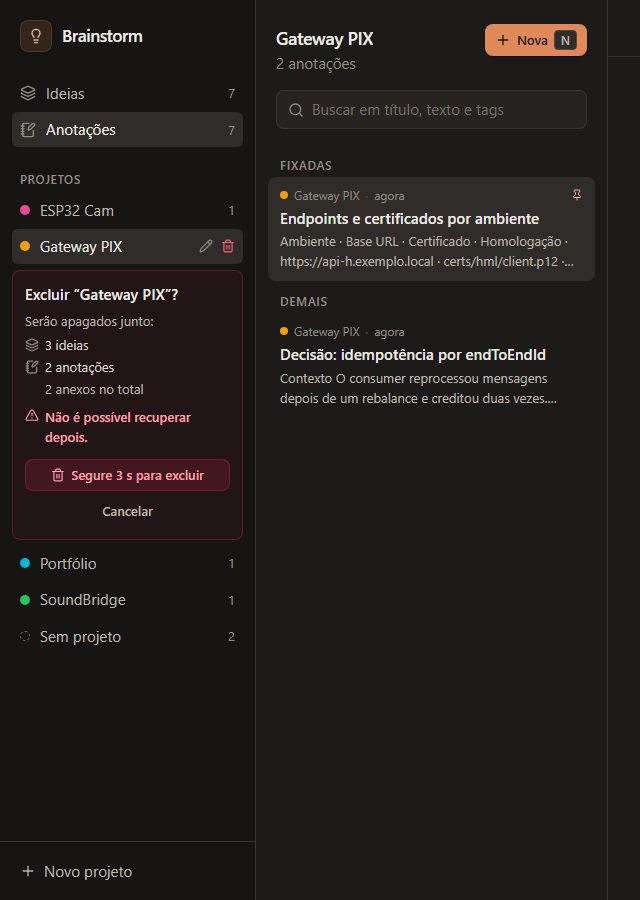 Brainstorm
Ideias 7
Anotações 7
PROJETOS
ESP32 Cam 1
Gateway PIX
Excluir “Gateway PIX”?
Serão apagados junto:
3 ideias
2 anotações
2 anexos no total
Não é possível recuperar
depois.
Segure 3 s para excluir
Cancelar
Portfólio 1
SoundBridge 1
Sem projeto 2
Novo projeto
Gateway PIX
2 anotações
Nova N
Buscar em título, texto e tags
FIXADAS
Gateway PIX · agora
Endpoints e certificados por ambiente
Ambiente · Base URL · Certificado · Homologação ·
https://api-h.exemplo.local · certs/hml/client.p12 ·...
DEMAIS
Gateway PIX · agora
Decisão: idempotência por endToEndId
Contexto O consumer reprocessou mensagens
depois de um rebalance e creditou duas vezes....